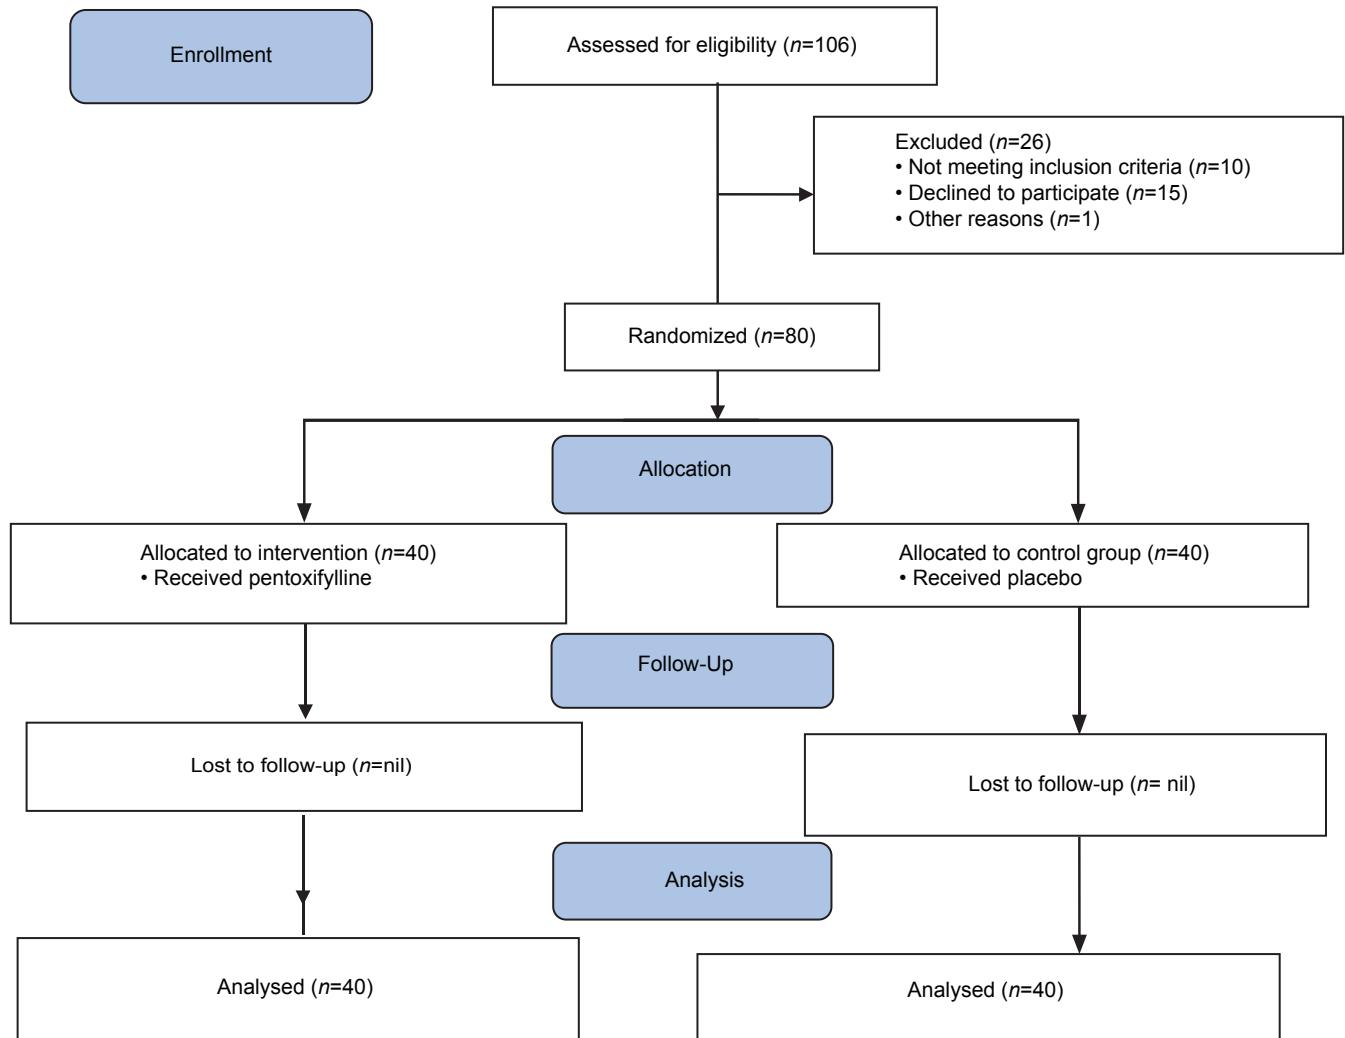 Enrollment
Assessed for eligibility (n=106)
Excluded (n=26)
• Not meeting inclusion criteria (n=10)
• Declined to participate (n=15)
• Other reasons (n=1)
Randomized (n=80)
Allocation
Allocated to intervention (n=40)
• Received pentoxifylline
Allocated to control group (n=40)
• Received placebo
Follow-Up
Lost to follow-up (n=nil)
Lost to follow-up (n= nil)
Analysis
Analysed (n=40)
Analysed (n=40)